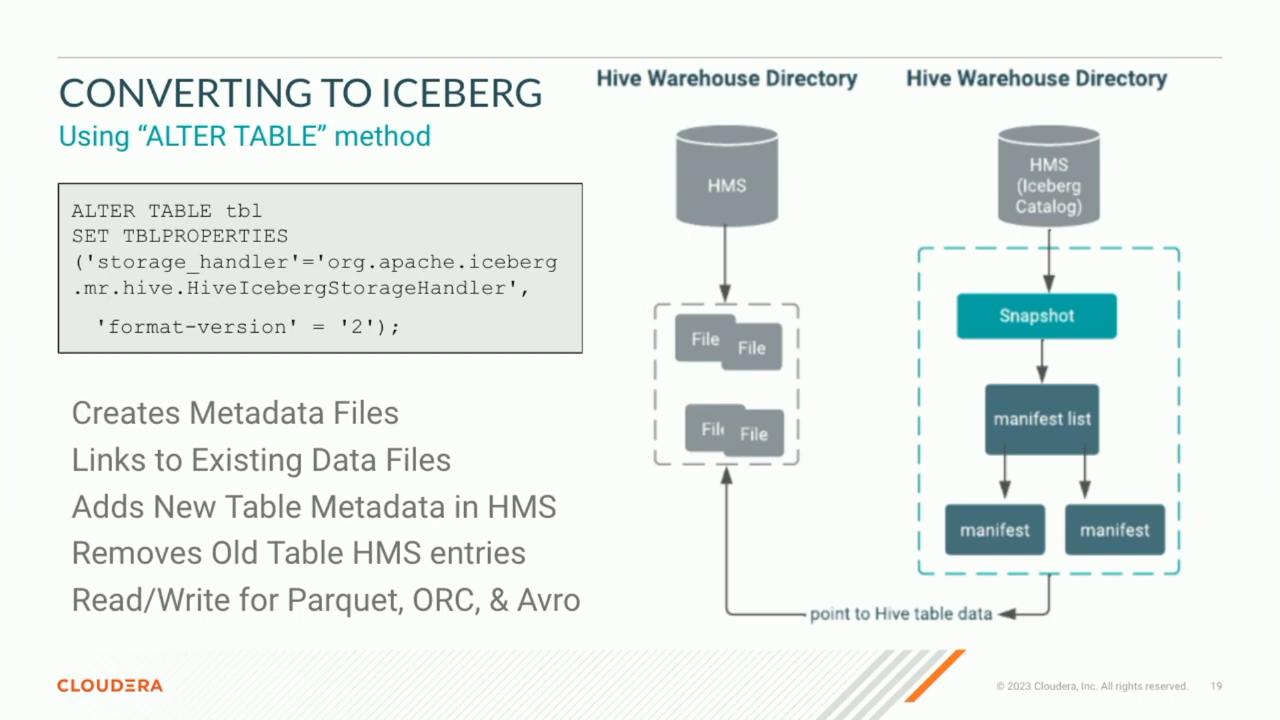 CONVERTING TO ICEBERG
Using “ALTER TABLE” method
ALTER TABLE tbl
SET TBLPROPERTIES
('storage_handler'='org.apache.iceberg
.mr.hive.HiveIcebergStorageHandler',
'format-version' = '2');
Creates Metadata Files
Links to Existing Data Files
Adds New Table Metadata in HMS
Removes Old Table HMS entries
Read/Write for Parquet, ORC, & Avro
Hive Warehouse Directory
HMS
File
File
File
File
Hive Warehouse Directory
HMS
(Iceberg
Catalog)
Snapshot
manifest list
manifest
manifest
point to Hive table data
CLOUDERA
© 2023 Cloudera, Inc. All rights reserved.
19